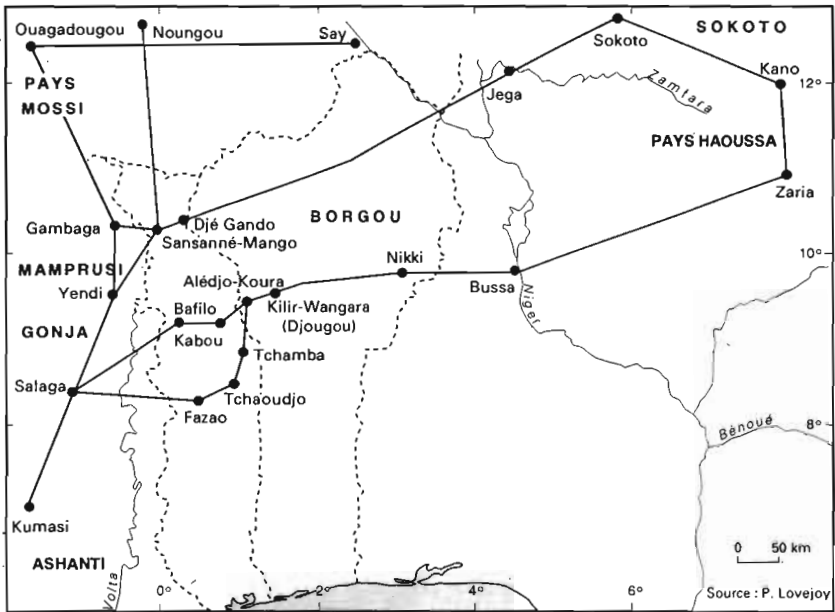 Ouagadougou
Noungou
Say
Sokoto
SOKOTO
Kano
PAYS
MOSSI
Jega
Zamtara
12°
PAYS HAOUSSA
Zaria
Gambaga
Djé Gando
Sansanné-Mango
BORGOU
MAMPRUSI
Yendi
Alédjo-Koura
Nikki
Bussa
10°
Bafilo
Kabou
Kilir-Wangara
(Djougou)
Niger
GONJA
Tchamba
Salaga
Tchaoudjo
Fazao
Bénoué
8°
Kumasi
ASHANTI
Volta
0°
2°
4°
6°
0 50 km
Source : P. Lovejoy